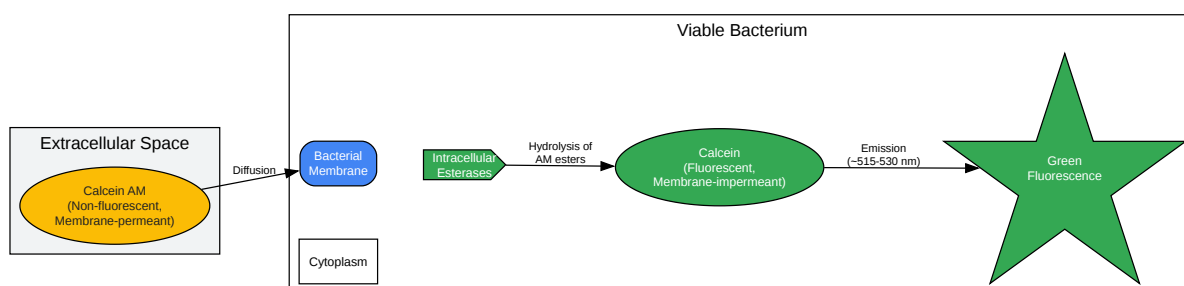 Viable Bacterium
Extracellular Space
Calcein AM
(Non-fluorescent,
Membrane-permeant)
Diffusion
Bacterial
Membrane
Intracellular
Esterases
Hydrolysis of
AM esters
Calcein
(Fluorescent,
Membrane-impermeant)
Emission
(~515-530 nm)
Green
Fluorescence
Cytoplasm